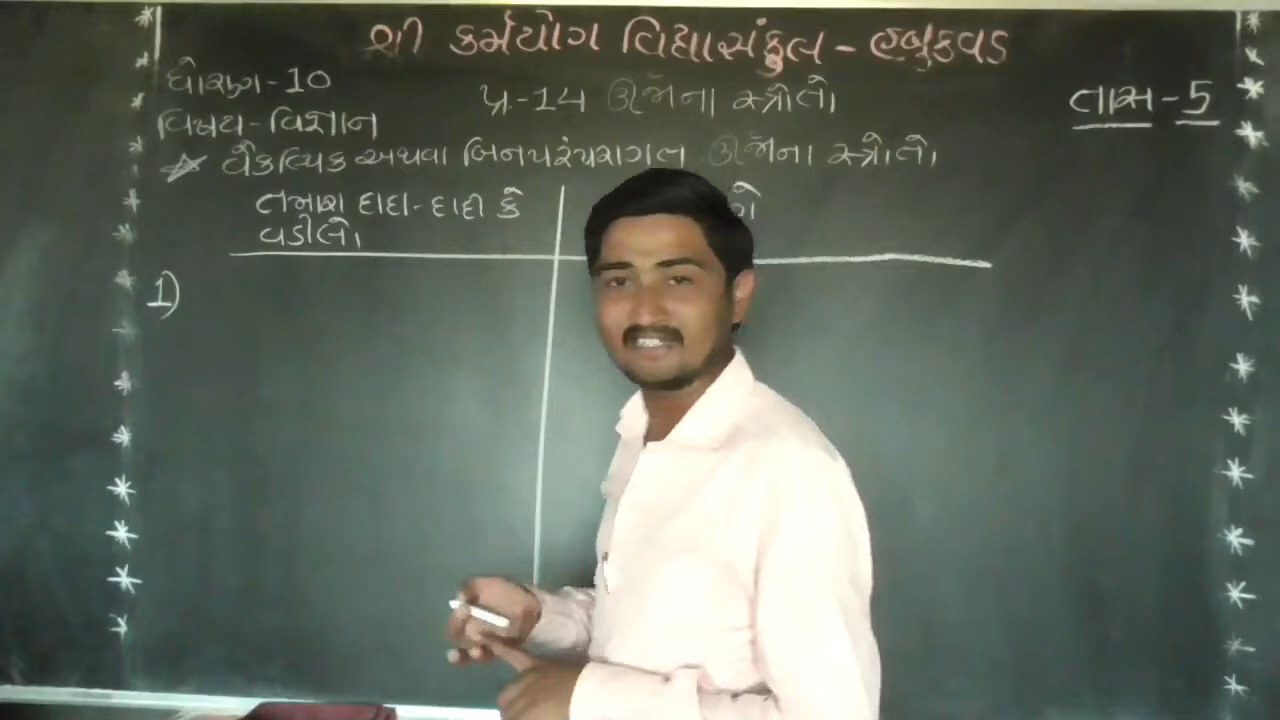 શ્રી કર્મયોગ વિદ્યાસંકુલ - હબુકવડ
ધોરણ-10
પ્ર.-14 ઊર્જાના સ્ત્રોતો
તાસ-5
વિષય-વિજ્ઞાન
વૈકલ્પિક અથવા બિનપરંપરાગત ઊર્જાના સ્ત્રોતો
તમારા દાદા-દાદી કે
વડીલો
1)